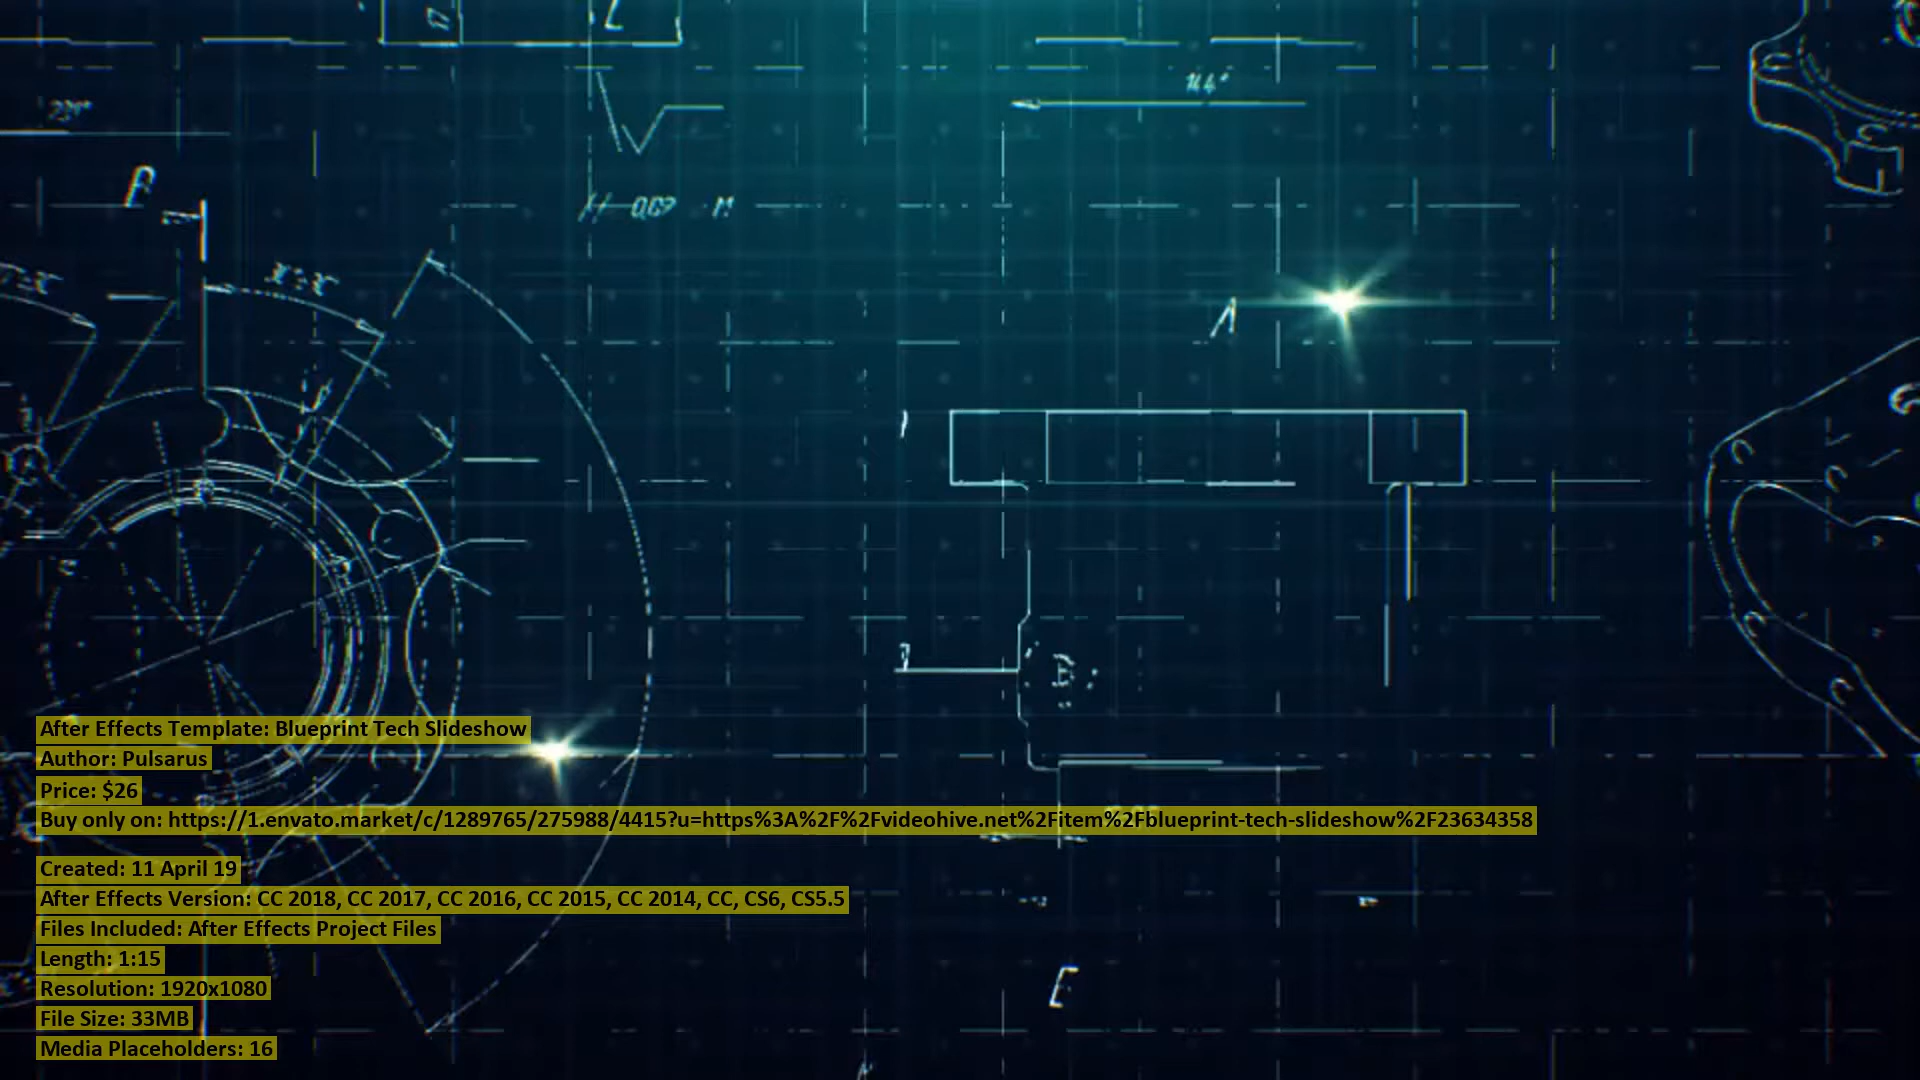 A
After Effects Template: Blueprint Tech Slideshow
Author: Pulsarus
Price: $26
Buy only on: https://1.envato.market/c/1289765/275988/4415?u=https%3A%2F%2Fvideohive.net%2Fitem%2Fblueprint-tech-slideshow%2F23634358
Created: 11 April 19
After Effects Version: CC 2018, CC 2017, CC 2016, CC 2015, CC 2014, CC, CS6, CS5.5
Files Included: After Effects Project Files
Length: 1:15
Resolution: 1920x1080
File Size: 33MB
Media Placeholders: 16